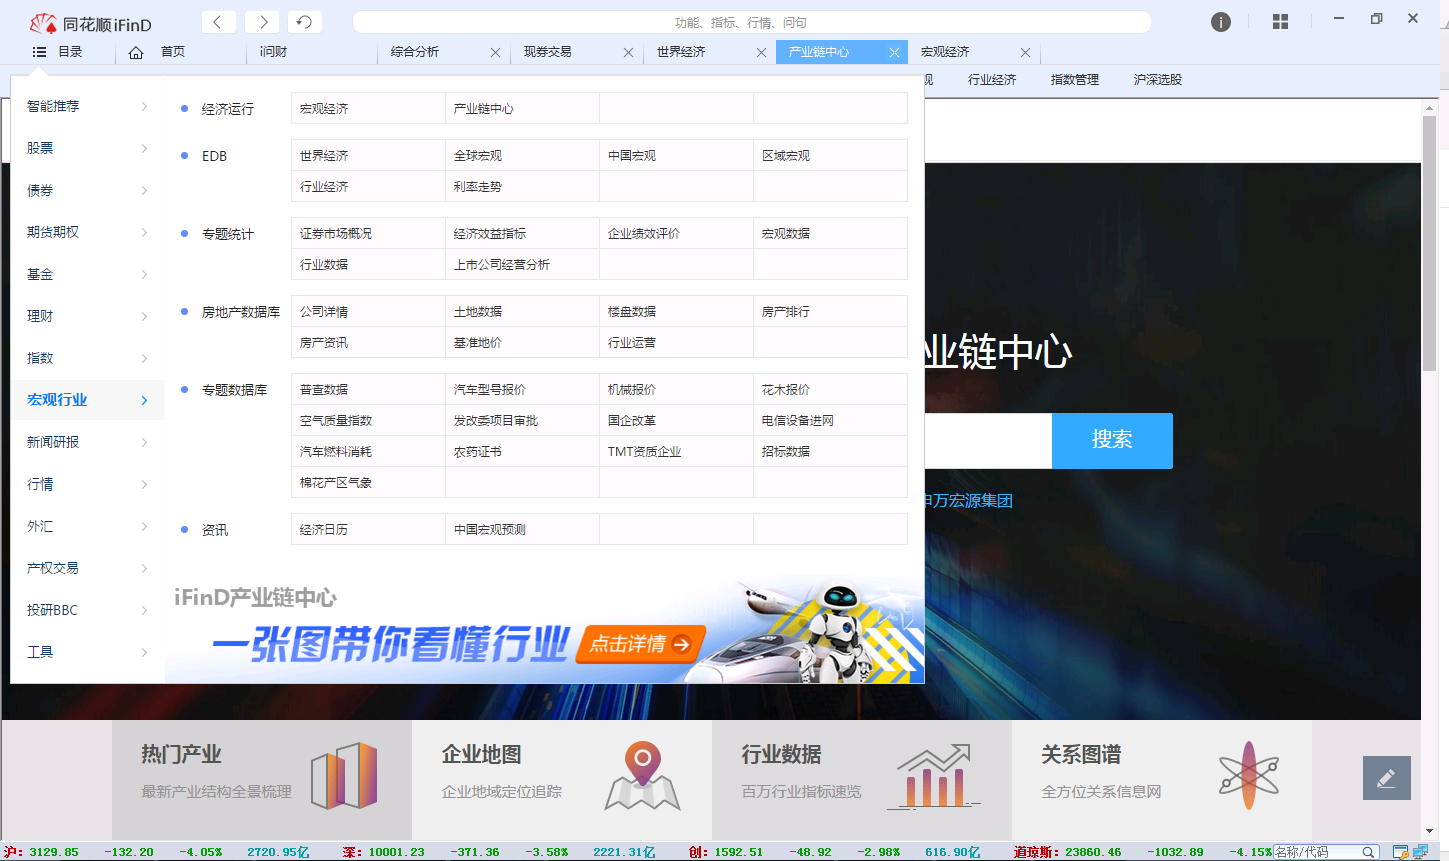 同花顺 iFinD
功能、指标、行情、问句
目录 首页 i问财 综合分析 现券交易 世界经济 产业链中心 宏观经济
观 行业经济 指数管理 沪深选股
智能推荐
股票
债券
期货期权
基金
理财
指数
宏观行业
新闻研报
行情
外汇
产权交易
投研BBC
工具
经济运行 宏观经济 产业链中心
EDB 世界经济 全球宏观 中国宏观 区域宏观
行业经济 利率走势
专题统计 证券市场概况 经济效益指标 企业绩效评价 宏观数据
行业数据 上市公司经营分析
房地产数据库 公司详情 土地数据 楼盘数据 房产排行
房产资讯 基准地价 行业运营
专题数据库 普查数据 汽车型号报价 机械报价 花木报价
空气质量指数 发改委项目审批 国企改革 电信设备进网
汽车燃料消耗 农药证书 TMT资质企业 招标数据
棉花产区气象
资讯 经济日历 中国宏观预测
iFinD产业链中心
一张图带你看懂行业 点击详情
业链中心
搜索
申万宏源集团
热门产业
最新产业结构全景梳理
企业地图
企业地域定位追踪
行业数据
百万行业指标速览
关系图谱
全方位关系信息网
沪: 3129.85 -132.20 -4.05% 2720.95亿 深: 10001.23 -371.36 -3.58% 2221.31亿 创: 1592.51 -48.92 -2.98% 616.90亿 道琼斯: 23860.46 -1032.89 -4.15% 名称/代码